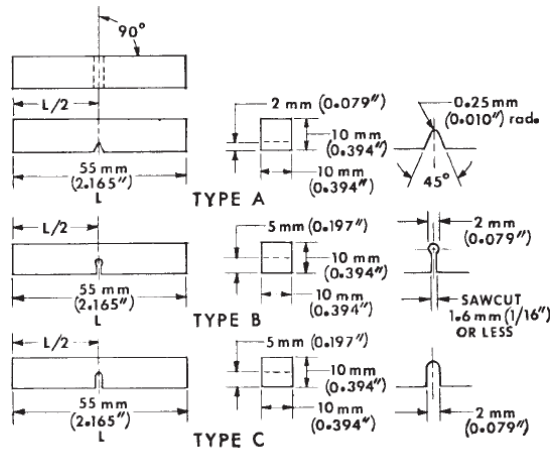 90°
L/2
2 mm (0.079")
10 mm
(0.394")
10 mm
(0.394")
0.25 mm
(0.010") rad.
45°
55 mm
(2.165")
L
TYPE A
L/2
5 mm (0.197")
10 mm
(0.394")
10 mm
(0.394")
2 mm
(0.079")
SAWCUT
1.6 mm (1/16")
OR LESS
55 mm
(2.165")
L
TYPE B
L/2
5 mm (0.197")
10 mm
(0.394")
10 mm
(0.394")
2 mm
(0.079")
55 mm
(2.165")
L
TYPE C